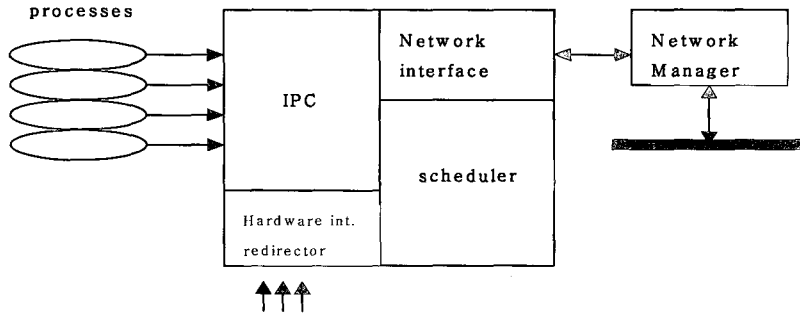 processes
IPC
Network
interface
Network
Manager
scheduler
Hardware int.
redirector